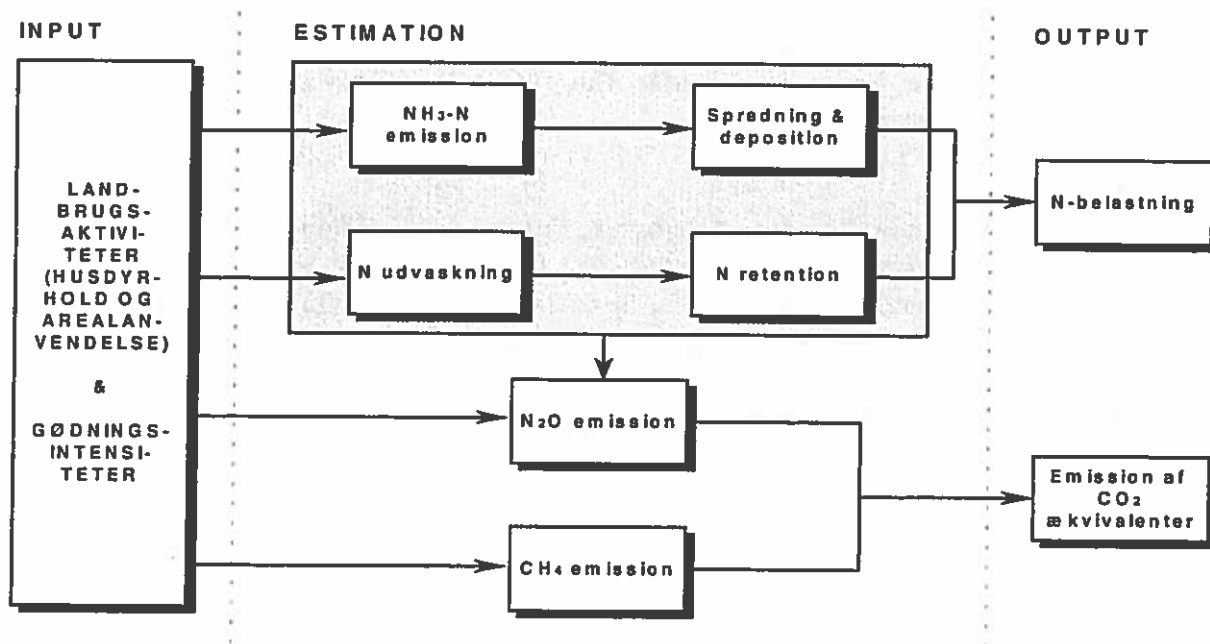 INPUT
LAND-
BRUGS-
AKTIVI-
TETER
(HUSDYR-
HOLD OG
AREALAN-
VENDELSE)
&
GØDNINGS-
INTENSI-
TETER
ESTIMATION
NH₃-N
emission
Spredning &
deposition
N udvaskning
N retention
N₂O emission
CH₄ emission
OUTPUT
N-belastning
Emission af
CO₂
ækvivalenter